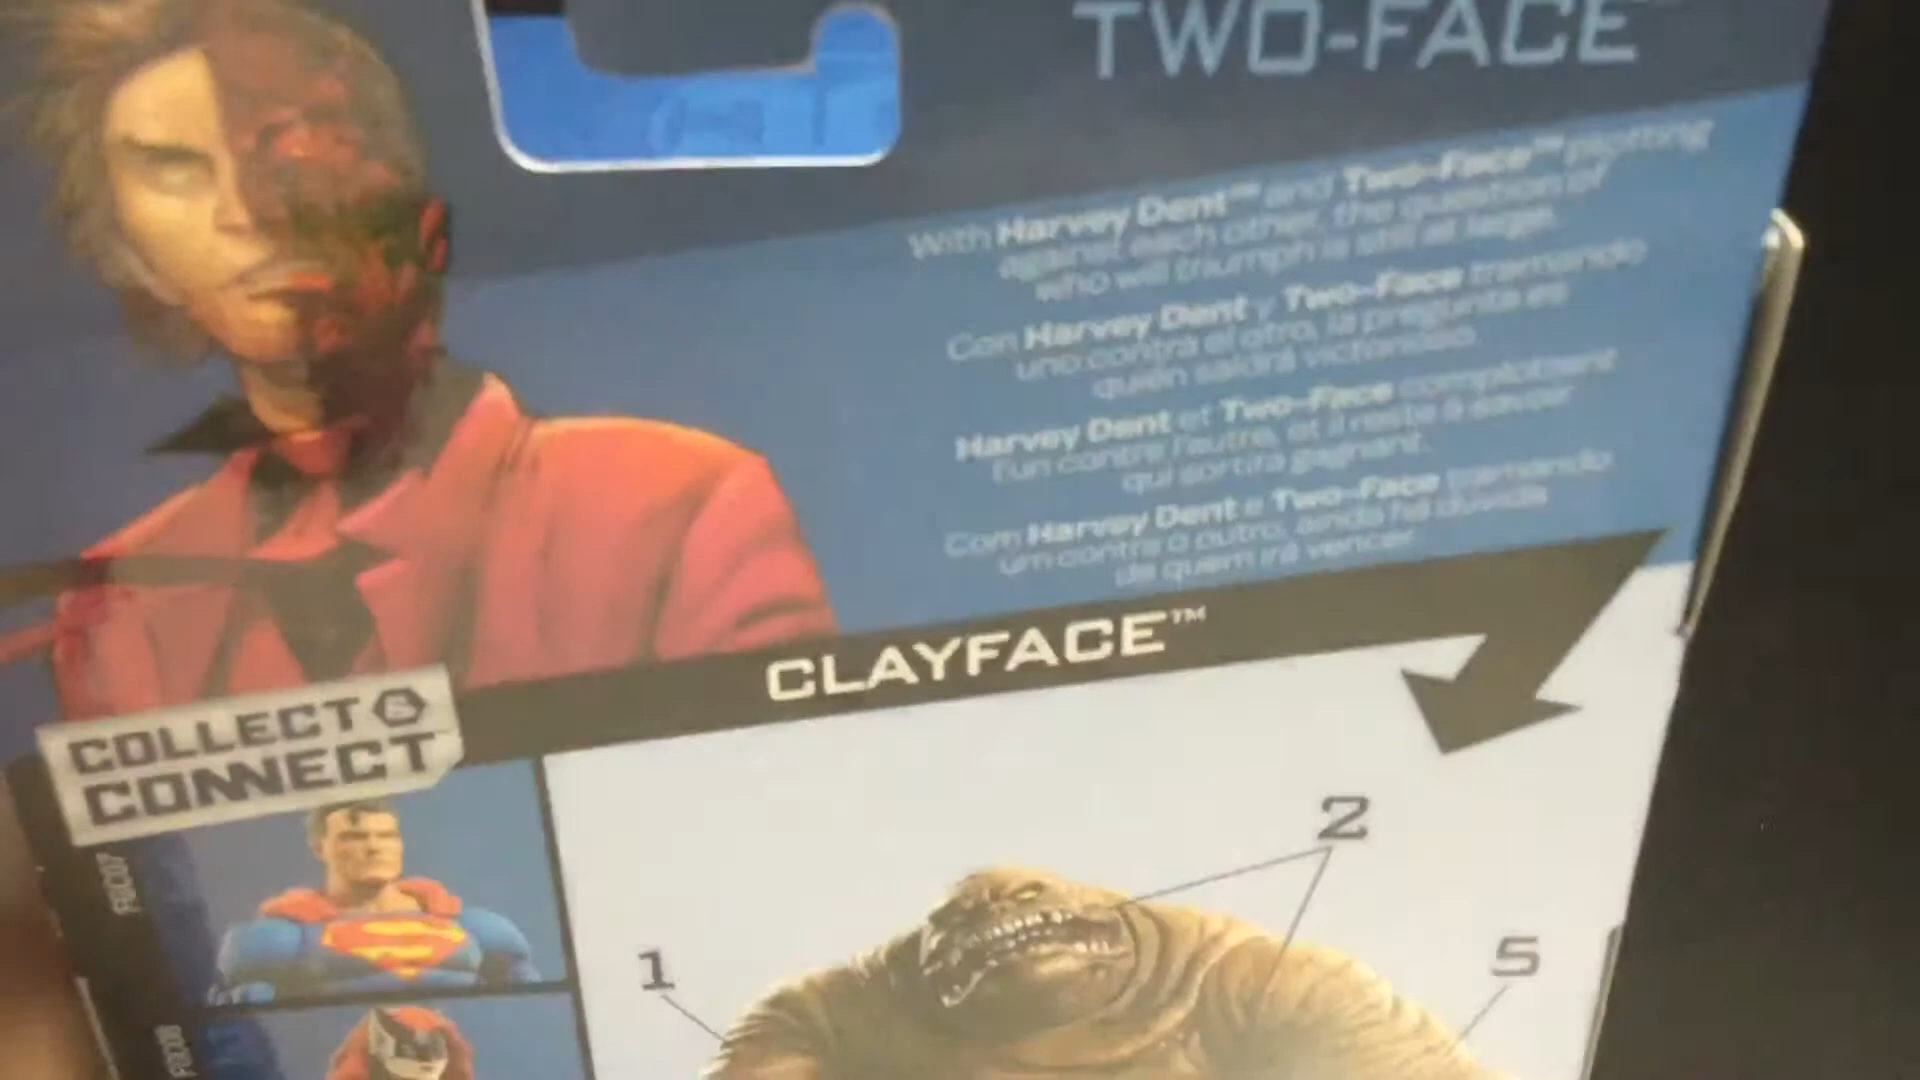 TWO-FACE™
With Harvey Dent™ and Two-Face™ plotting
against each other, the question of
who will triumph is still at large.
Con Harvey Dent y Two-Face tramando
uno contra el otro, la pregunta es
quién saldrá victorioso.
Harvey Dent et Two-Face complotent
l'un contre l'autre, et il reste à savoir
qui sortira gagnant.
Com Harvey Dent e Two-Face tramando
um contra o outro, ainda há dúvida
de quem irá vencer.
CLAYFACE™
COLLECT &
CONNECT
2
1
5